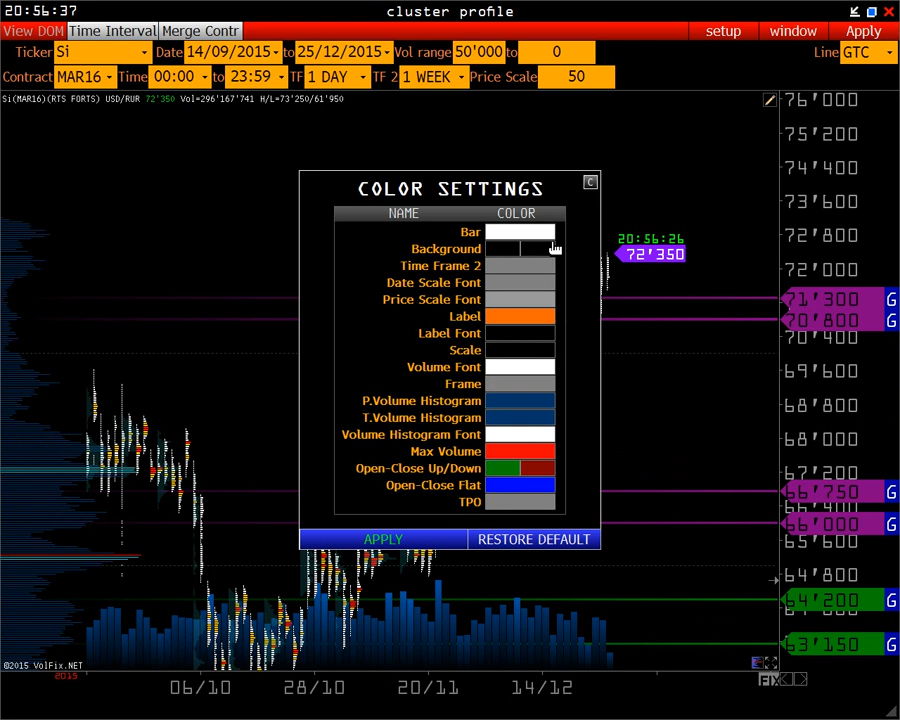 20:56:37
cluster profile
View DOM Time Interval Merge Contr setup window Apply
Ticker Si Date 14/09/2015 to 25/12/2015 Vol range 50'000 to 0 Line GTC
Contract MAR16 Time 00:00 to 23:59 TF 1 DAY TF 2 1 WEEK Price Scale 50
Si(MAR16)(RTS FORTS) USD/RUR 72'350 Vol=296'167'741 H/L=73'250/61'950
76'000
75'200
74'400
COLOR SETTINGS
C
NAME COLOR
Bar
Background
Time Frame 2
Date Scale Font
Price Scale Font
Label
Label Font
Scale
Volume Font
Frame
P.Volume Histogram
T.Volume Histogram
Volume Histogram Font
Max Volume
Open-Close Up/Down
Open-Close Flat
TPO
APPLY RESTORE DEFAULT
73'600
72'800
20:56:26
72'350
72'000
71'300 G
70'800 G
70'400
69'600
68'800
68'000
67'200
66'750 G
66'400
66'000 G
65'600
64'800
64'200 G
63'150 G
©2015 VolFix.NET
2015
06/10 28/10 20/11 14/12
FIX